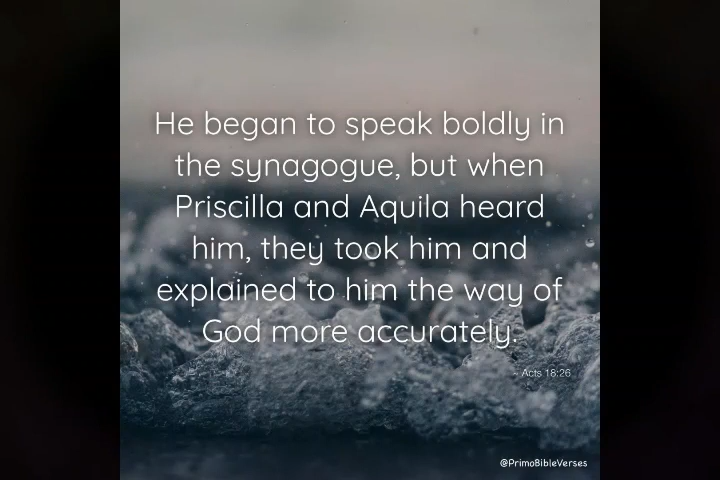 He began to speak boldly in
the synagogue, but when
Priscilla and Aquila heard
him, they took him and
explained to him the way of
God more accurately.
- Acts 18:26
@PrimoBibleVerses